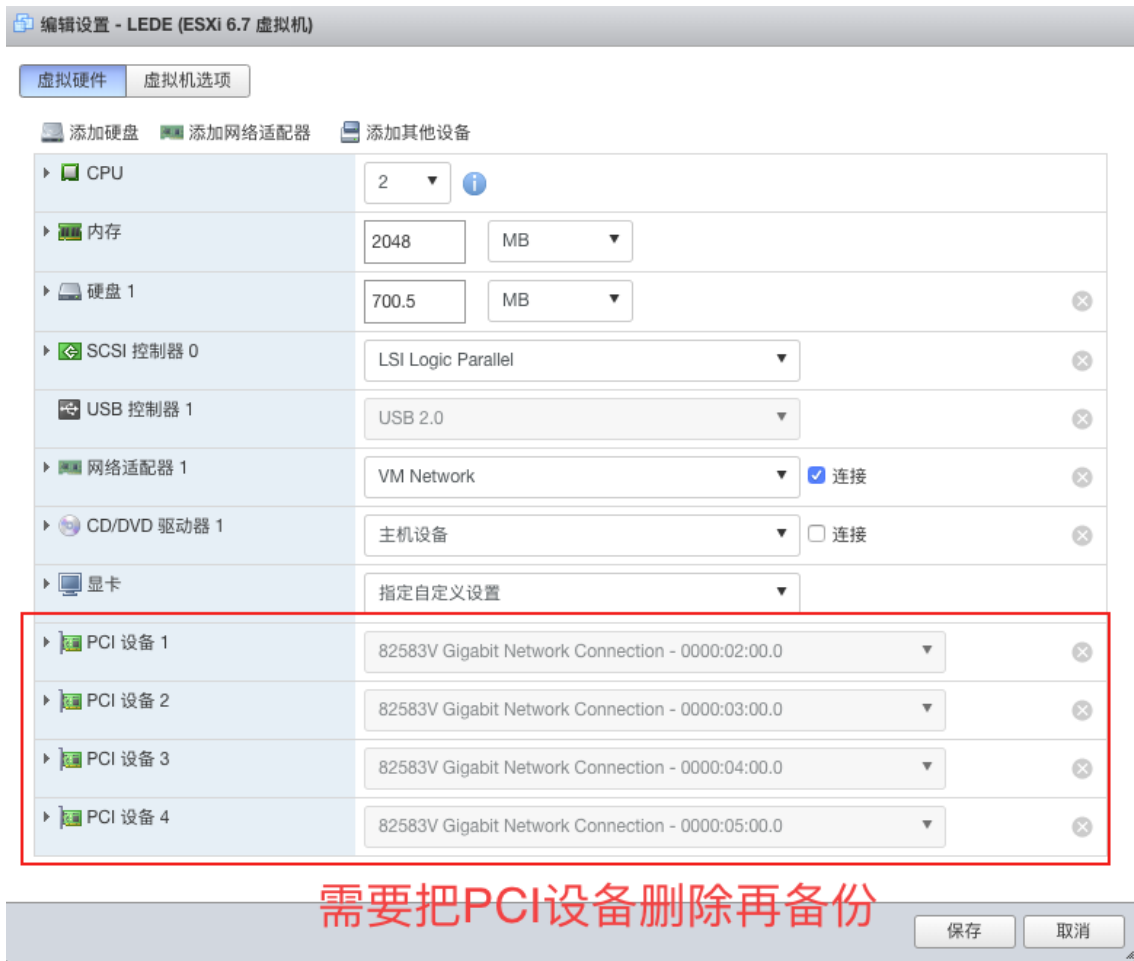 编辑设置 - LEDE (ESXi 6.7 虚拟机)
虚拟硬件 虚拟机选项
添加硬盘 添加网络适配器 添加其他设备
CPU 2
内存 2048 MB
硬盘 1 700.5 MB
SCSI 控制器 0 LSI Logic Parallel
USB 控制器 1 USB 2.0
网络适配器 1 VM Network 连接
CD/DVD 驱动器 1 主机设备 连接
显卡 指定自定义设置
PCI 设备 1 82583V Gigabit Network Connection - 0000:02:00.0
PCI 设备 2 82583V Gigabit Network Connection - 0000:03:00.0
PCI 设备 3 82583V Gigabit Network Connection - 0000:04:00.0
PCI 设备 4 82583V Gigabit Network Connection - 0000:05:00.0
需要把PCI设备删除再备份
保存 取消